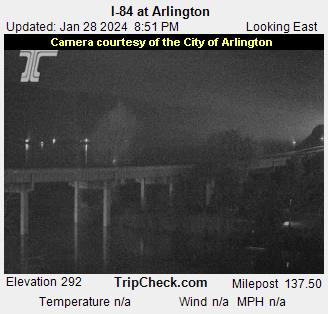 I-84 at Arlington
Updated: Jan 28 2024 8:51 PM Looking East
Camera courtesy of the City of Arlington
Elevation 292 TripCheck.com Milepost 137.50
Temperature n/a Wind n/a MPH n/a